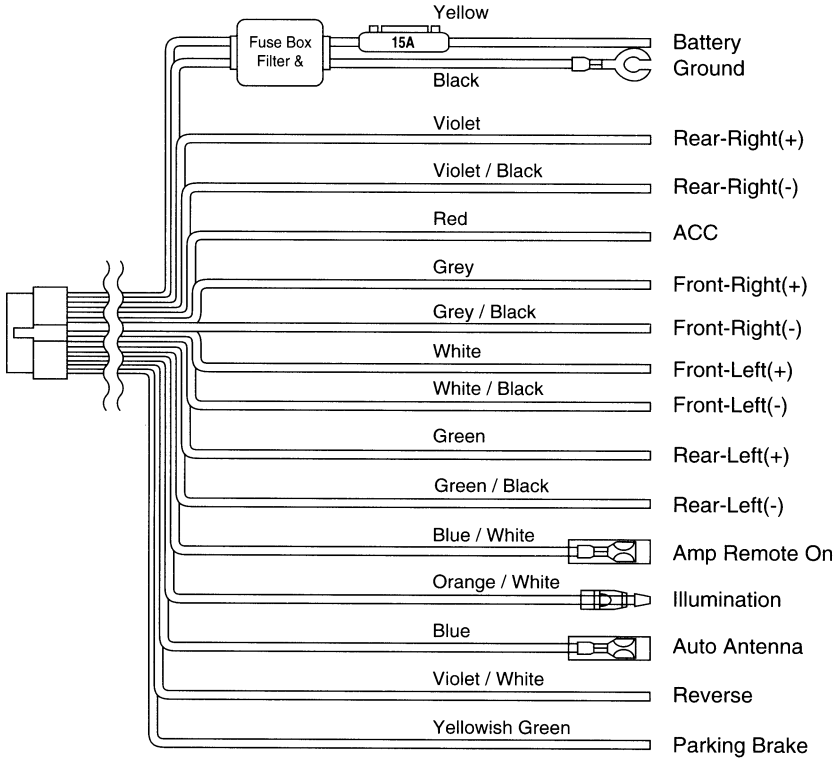 Yellow
Fuse Box
Filter &
15A
Battery
Ground
Black
Violet
Rear-Right(+)
Violet / Black
Rear-Right(-)
Red
ACC
Grey
Front-Right(+)
Grey / Black
Front-Right(-)
White
Front-Left(+)
White / Black
Front-Left(-)
Green
Rear-Left(+)
Green / Black
Rear-Left(-)
Blue / White
Amp Remote On
Orange / White
Illumination
Blue
Auto Antenna
Violet / White
Reverse
Yellowish Green
Parking Brake